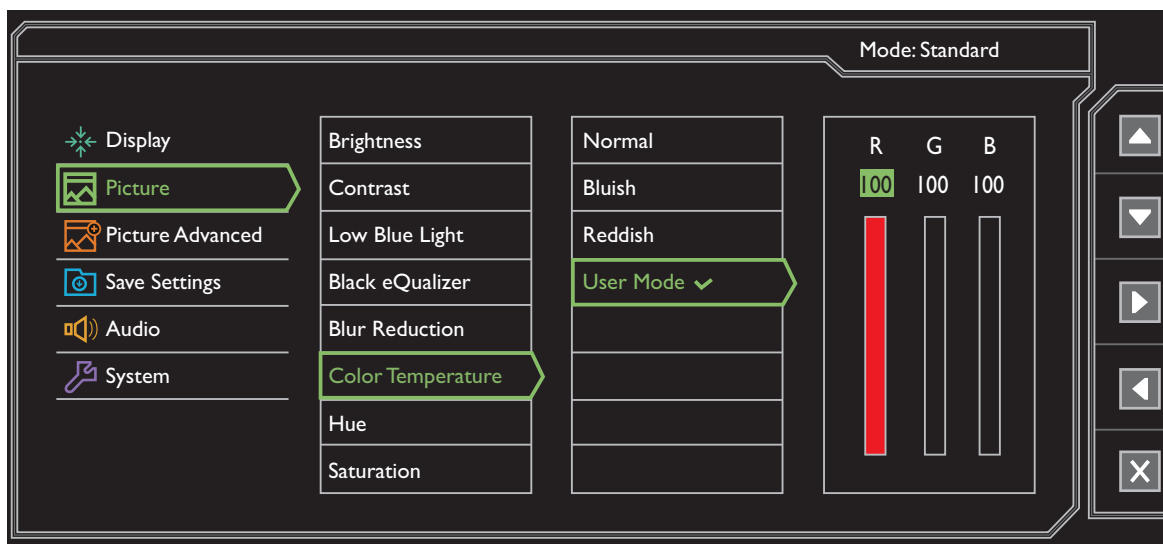 Mode: Standard
Display
Picture
Picture Advanced
Save Settings
Audio
System
Brightness
Contrast
Low Blue Light
Black eQualizer
Blur Reduction
Color Temperature
Hue
Saturation
Normal
Bluish
Reddish
User Mode
R G B
100 100 100
X